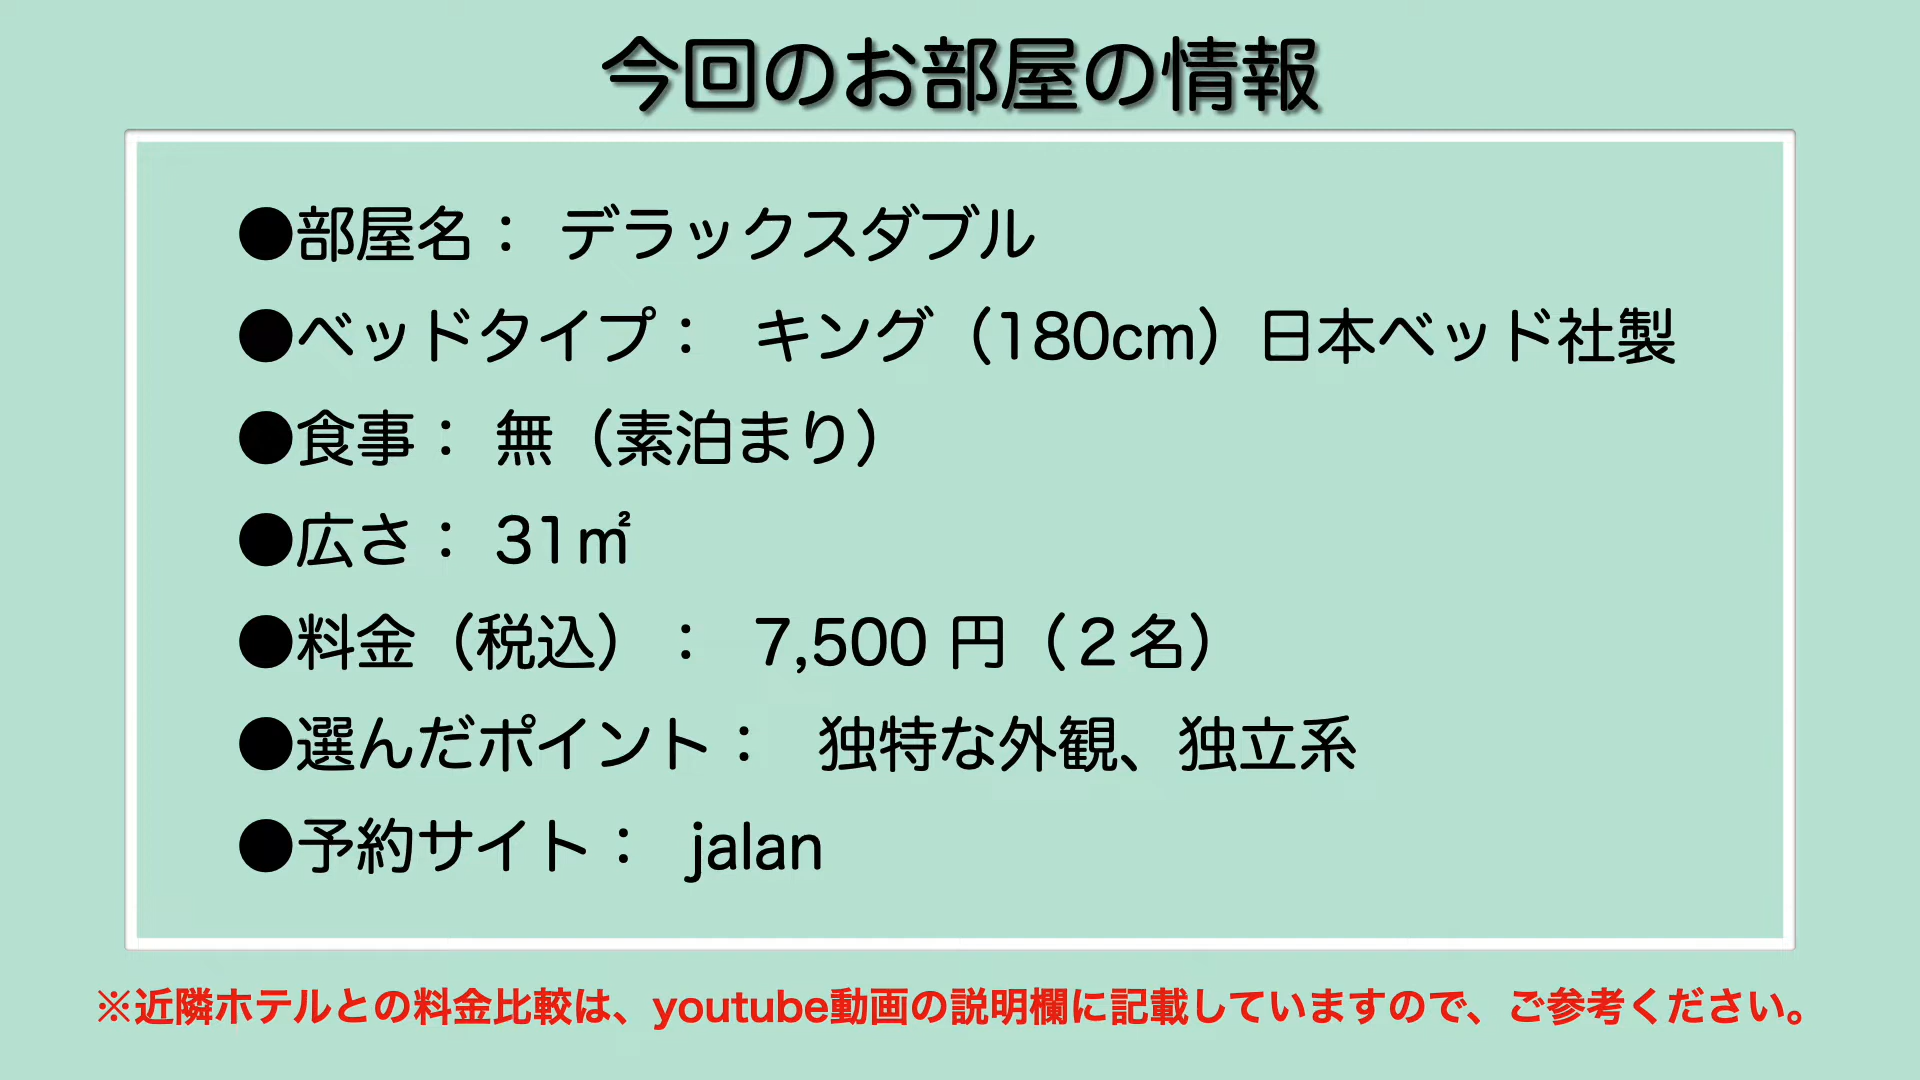 今回のお部屋の情報
●部屋名： デラックスダブル
●ベッドタイプ： キング（180cm）日本ベッド社製
●食事： 無（素泊まり）
●広さ： 31㎡
●料金（税込）： 7,500 円（２名）
●選んだポイント： 独特な外観、独立系
●予約サイト： jalan
※近隣ホテルとの料金比較は、youtube動画の説明欄に記載していますので、ご参考ください。